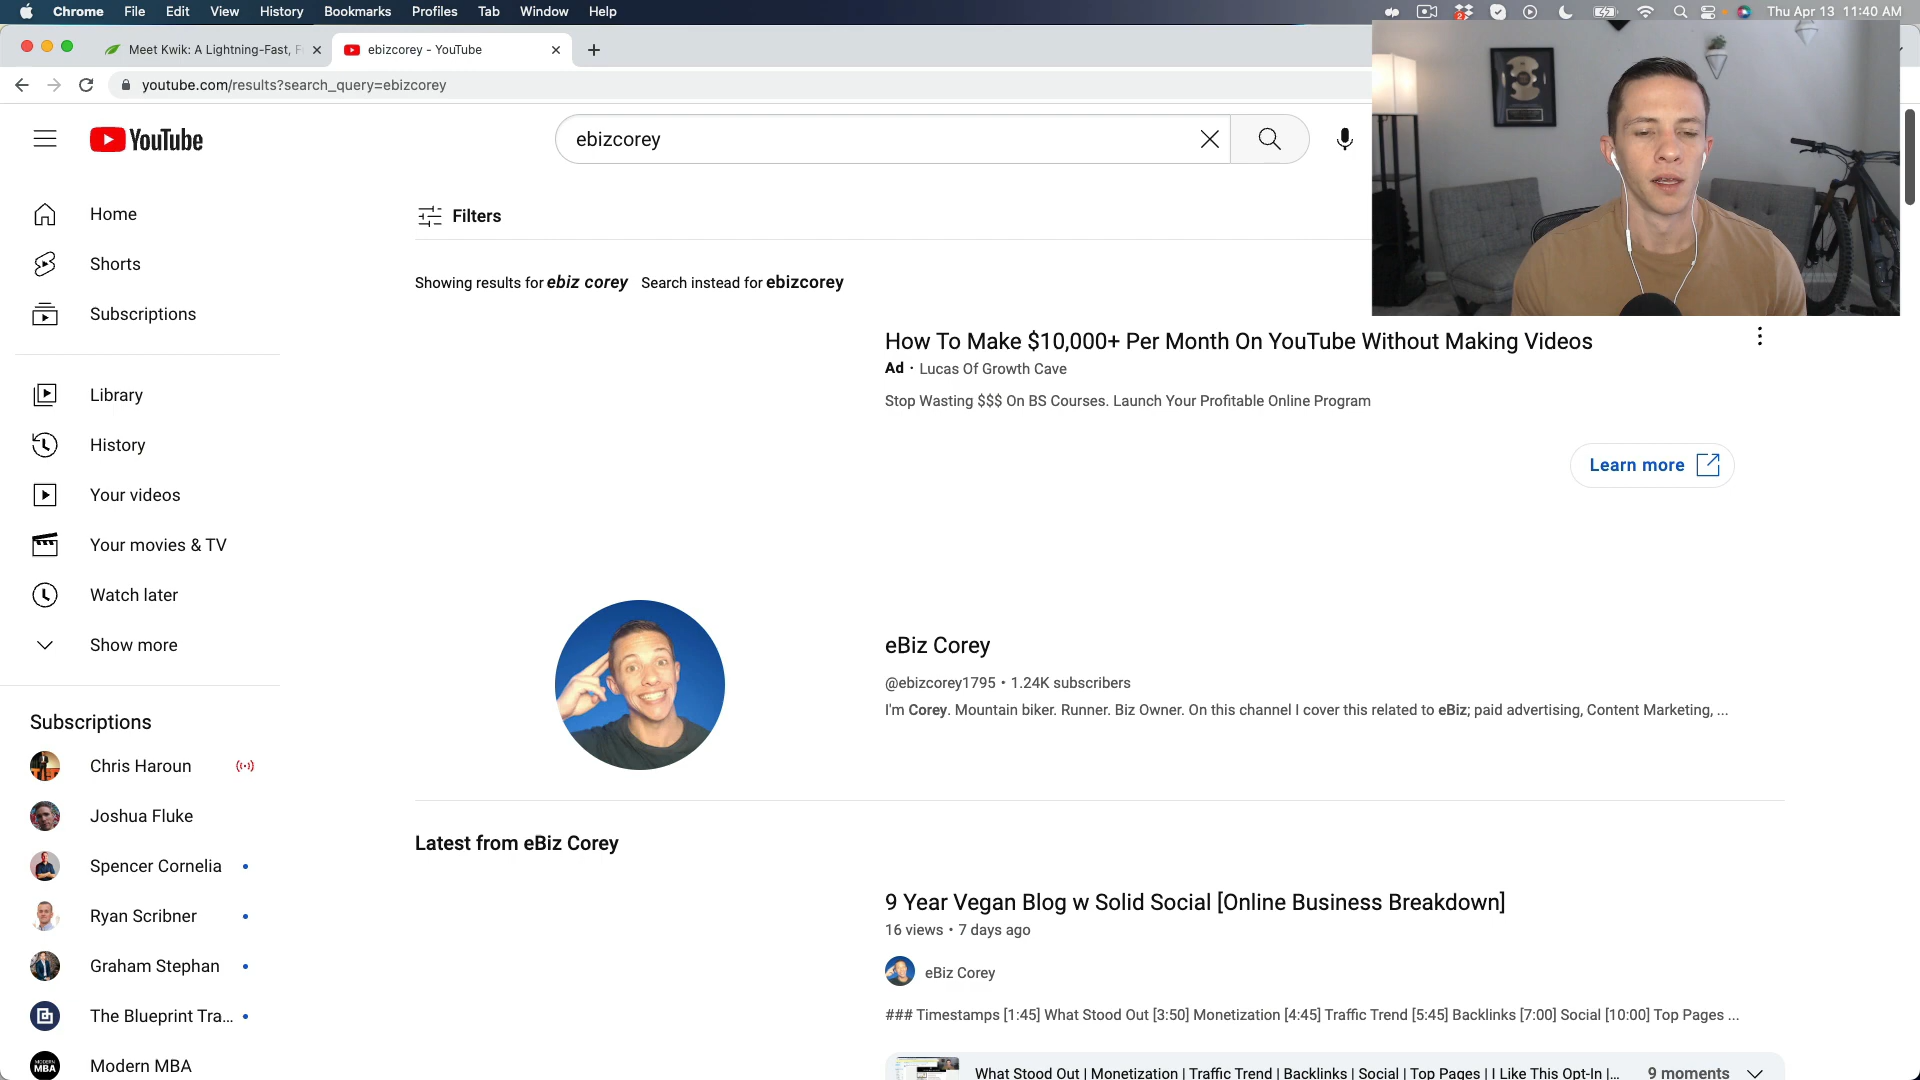 Chrome File Edit View History Bookmarks Profiles Tab Window Help
Thu Apr 13 11:40 AM
Meet Kwik: A Lightning-Fast, F
ebizcorey - YouTube
youtube.com/results?search_query=ebizcorey
YouTube
ebizcorey
Home
Shorts
Subscriptions
Library
History
Your videos
Your movies & TV
Watch later
Show more
Subscriptions
Chris Haroun
Joshua Fluke
Spencer Cornelia
Ryan Scribner
Graham Stephan
The Blueprint Tra...
MODERN MBA
Modern MBA
Filters
Showing results for ebiz corey Search instead for ebizcorey
How To Make $10,000+ Per Month On YouTube Without Making Videos
Ad · Lucas Of Growth Cave
Stop Wasting $$$ On BS Courses. Launch Your Profitable Online Program
Learn more
eBiz Corey
@ebizcorey1795 • 1.24K subscribers
I'm Corey. Mountain biker. Runner. Biz Owner. On this channel I cover this related to eBiz; paid advertising, Content Marketing, ...
Latest from eBiz Corey
9 Year Vegan Blog w Solid Social [Online Business Breakdown]
16 views • 7 days ago
eBiz Corey
### Timestamps [1:45] What Stood Out [3:50] Monetization [4:45] Traffic Trend [5:45] Backlinks [7:00] Social [10:00] Top Pages ...
What Stood Out | Monetization | Traffic Trend | Backlinks | Social | Top Pages | I Like This Opt-In |...
9 moments